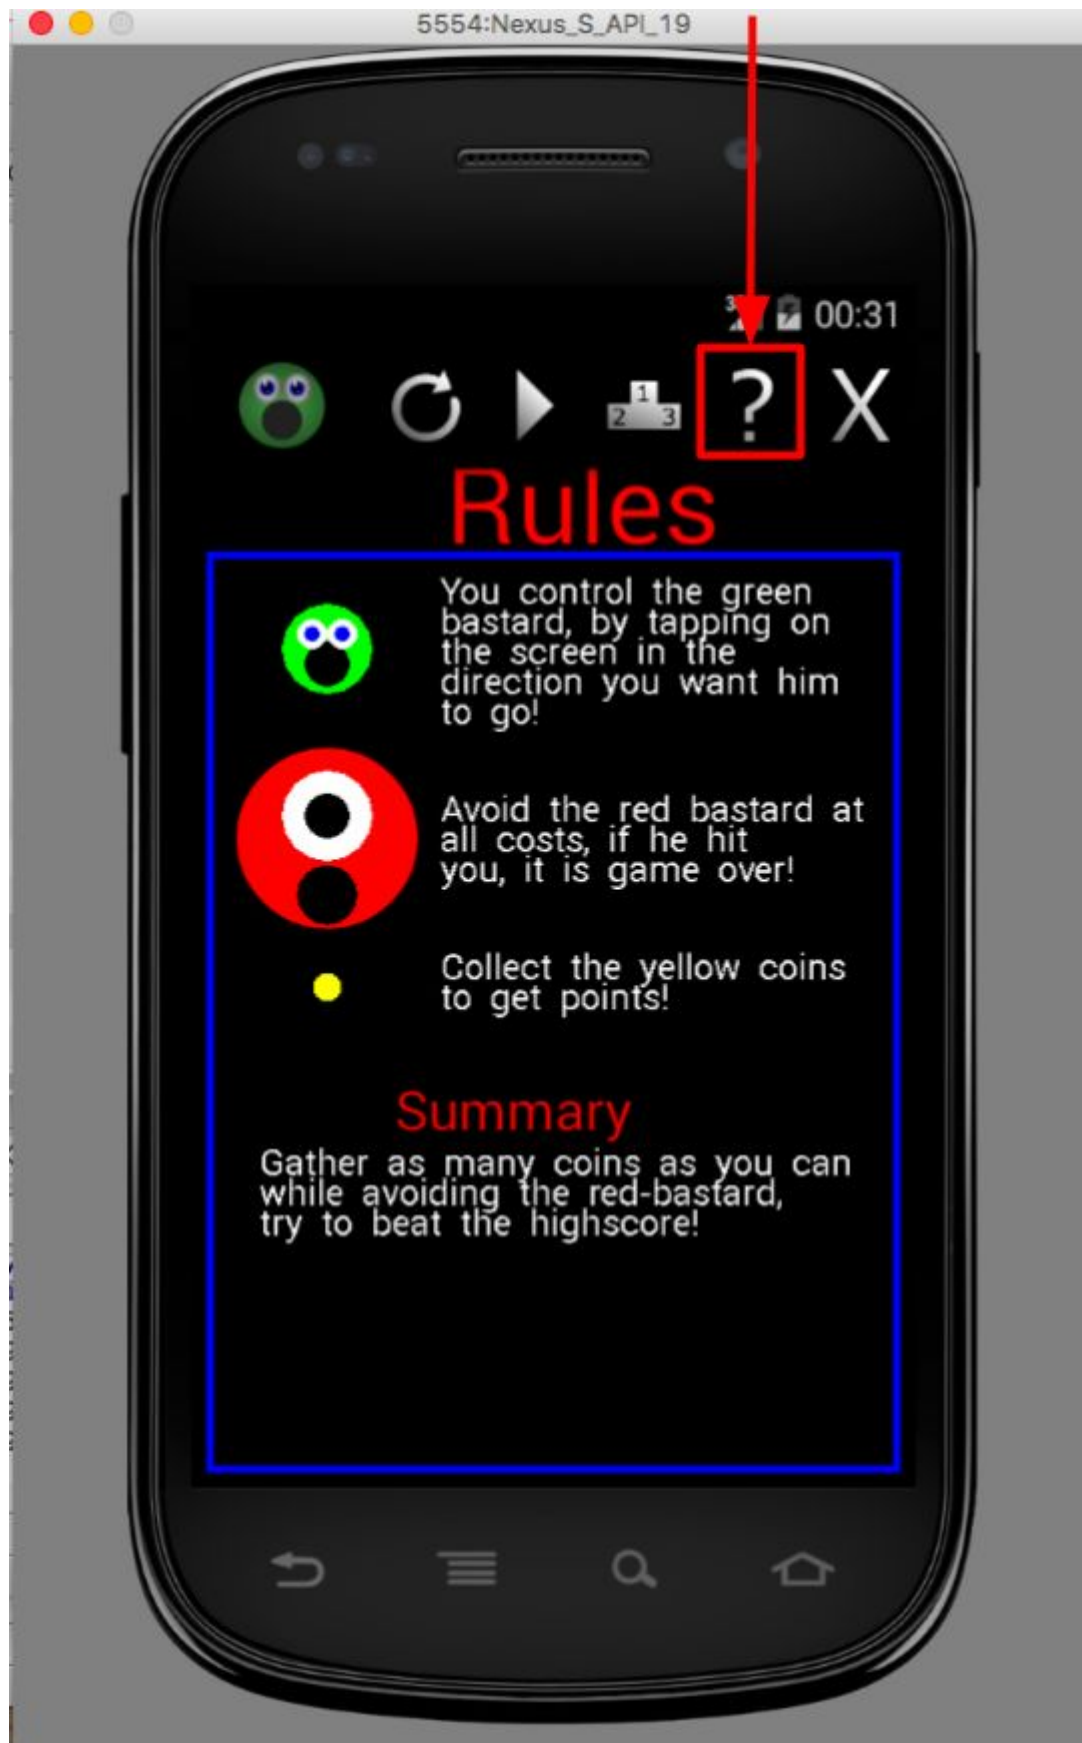 5554:Nexus_S_API_19
00:31
1
2 3
? X
Rules
You control the green
bastard, by tapping on
the screen in the
direction you want him
to go!
Avoid the red bastard at
all costs, if he hit
you, it is game over!
Collect the yellow coins
to get points!
Summary
Gather as many coins as you can
while avoiding the red-bastard,
try to beat the highscore!